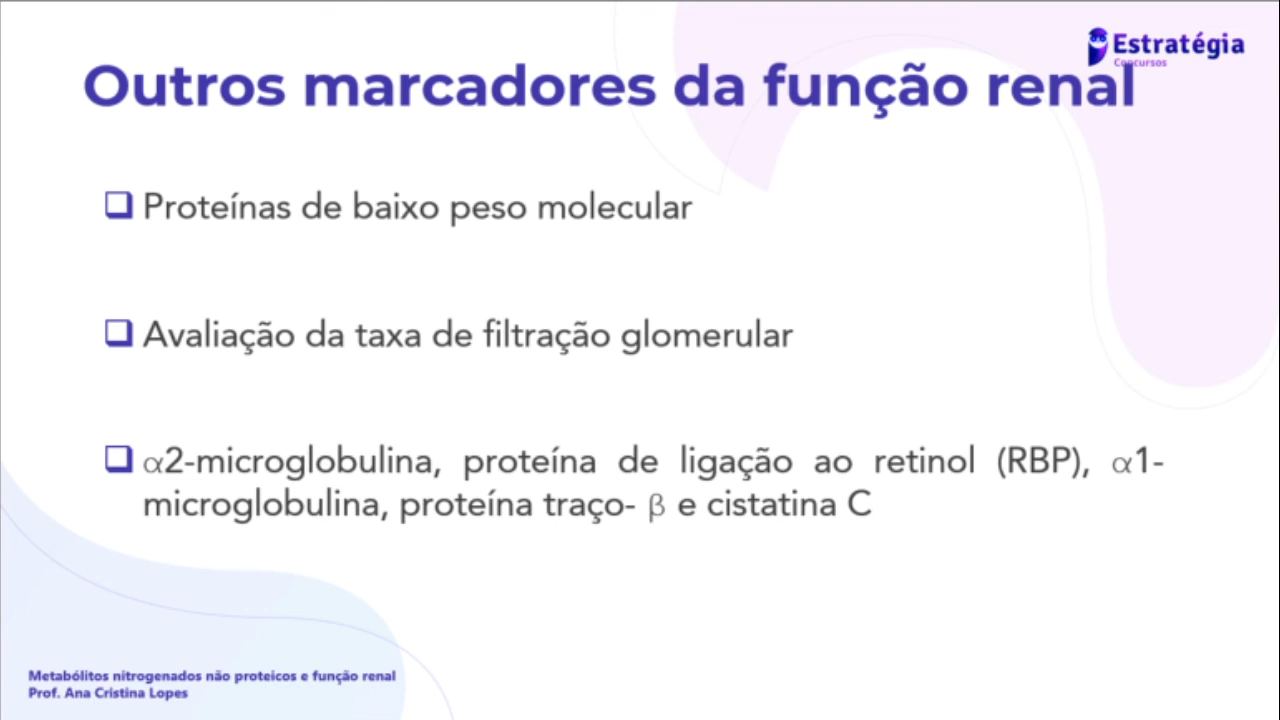 Estratégia
Concursos
Outros marcadores da função renal
❑ Proteínas de baixo peso molecular
❑ Avaliação da taxa de filtração glomerular
❑ α2-microglobulina, proteína de ligação ao retinol (RBP), α1-
microglobulina, proteína traço- β e cistatina C
Metabólitos nitrogenados não proteicos e função renal
Prof. Ana Cristina Lopes